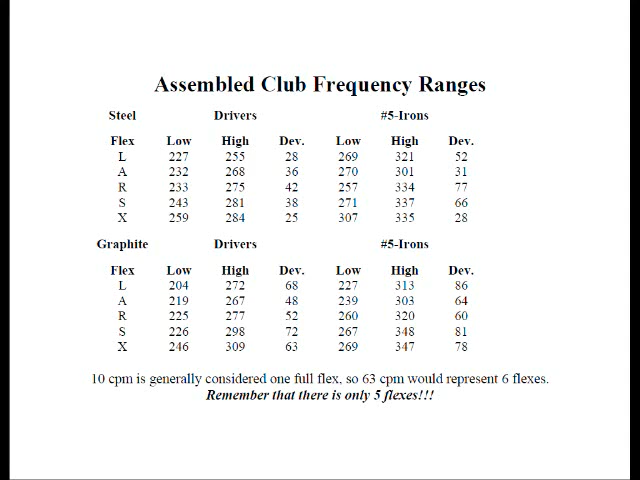 Assembled Club Frequency Ranges
Steel Drivers #5-Irons
Flex Low High Dev. Low High Dev.
L 227 255 28 269 321 52
A 232 268 36 270 301 31
R 233 275 42 257 334 77
S 243 281 38 271 337 66
X 259 284 25 307 335 28
Graphite Drivers #5-Irons
Flex Low High Dev. Low High Dev.
L 204 272 68 227 313 86
A 219 267 48 239 303 64
R 225 277 52 260 320 60
S 226 298 72 267 348 81
X 246 309 63 269 347 78
10 cpm is generally considered one full flex, so 63 cpm would represent 6 flexes.
Remember that there is only 5 flexes!!!